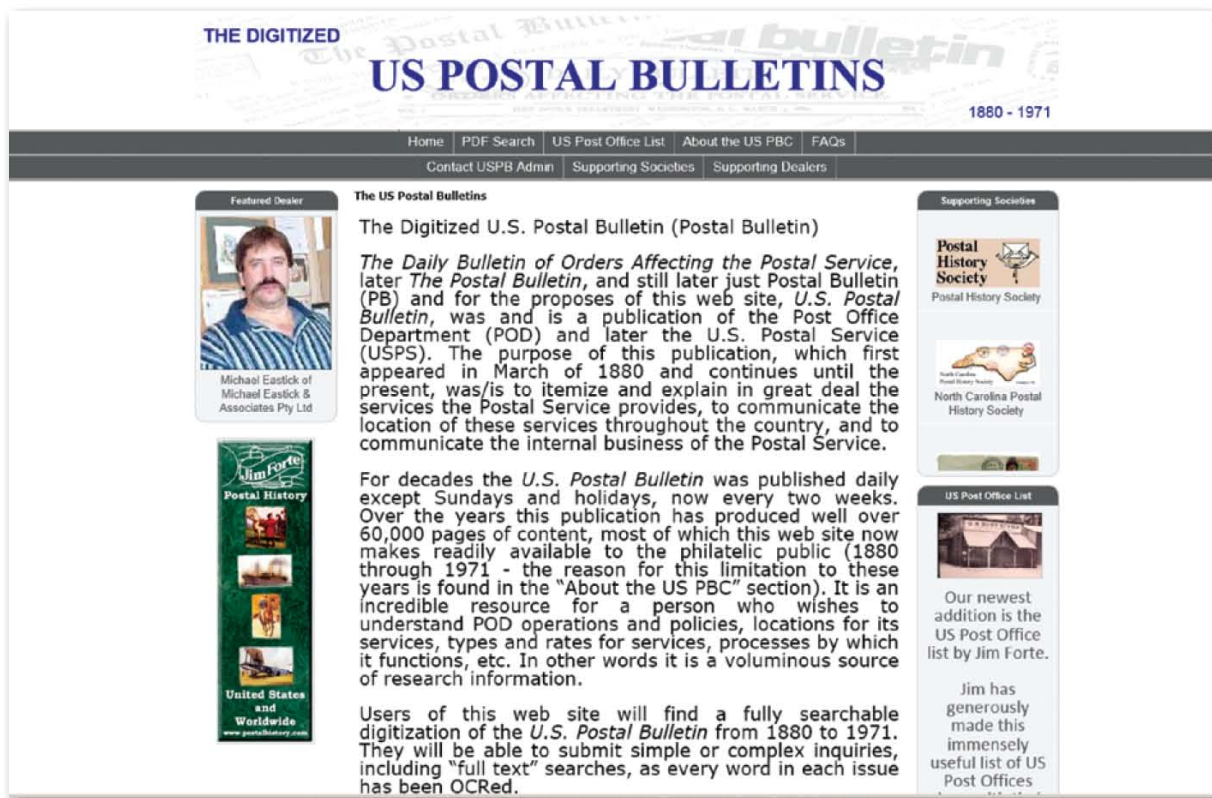 THE DIGITIZED
US POSTAL BULLETINS
1880 - 1971
Home
PDF Search
US Post Office List
About the US PBC
FAQs
Contact USPB Admin
Supporting Societies
Supporting Dealers
Featured Dealer
Michael Eastick of
Michael Eastick &
Associates Pty Ltd
Jim Forte
Postal History
United States
and
Worldwide
www.postalhistory.com
The US Postal Bulletins
The Digitized U.S. Postal Bulletin (Postal Bulletin)
The Daily Bulletin of Orders Affecting the Postal Service,
later The Postal Bulletin, and still later just Postal Bulletin
(PB) and for the proposes of this web site, U.S. Postal
Bulletin, was and is a publication of the Post Office
Department (POD) and later the U.S. Postal Service
(USPS). The purpose of this publication, which first
appeared in March of 1880 and continues until the
present, was/is to itemize and explain in great deal the
services the Postal Service provides, to communicate the
location of these services throughout the country, and to
communicate the internal business of the Postal Service.
For decades the U.S. Postal Bulletin was published daily
except Sundays and holidays, now every two weeks.
Over the years this publication has produced well over
60,000 pages of content, most of which this web site now
makes readily available to the philatelic public (1880
through 1971 - the reason for this limitation to these
years is found in the “About the US PBC” section). It is an
incredible resource for a person who wishes to
understand POD operations and policies, locations for its
services, types and rates for services, processes by which
it functions, etc. In other words it is a voluminous source
of research information.
Users of this web site will find a fully searchable
digitization of the U.S. Postal Bulletin from 1880 to 1971.
They will be able to submit simple or complex inquiries,
including “full text” searches, as every word in each issue
has been OCRed.
Supporting Societies
Postal
History
Society
Postal History Society
North Carolina
Postal History Society
North Carolina Postal
History Society
US Post Office List
Our newest
addition is the
US Post Office
list by Jim Forte.
Jim has
generously
made this
immensely
useful list of US
Post Offices